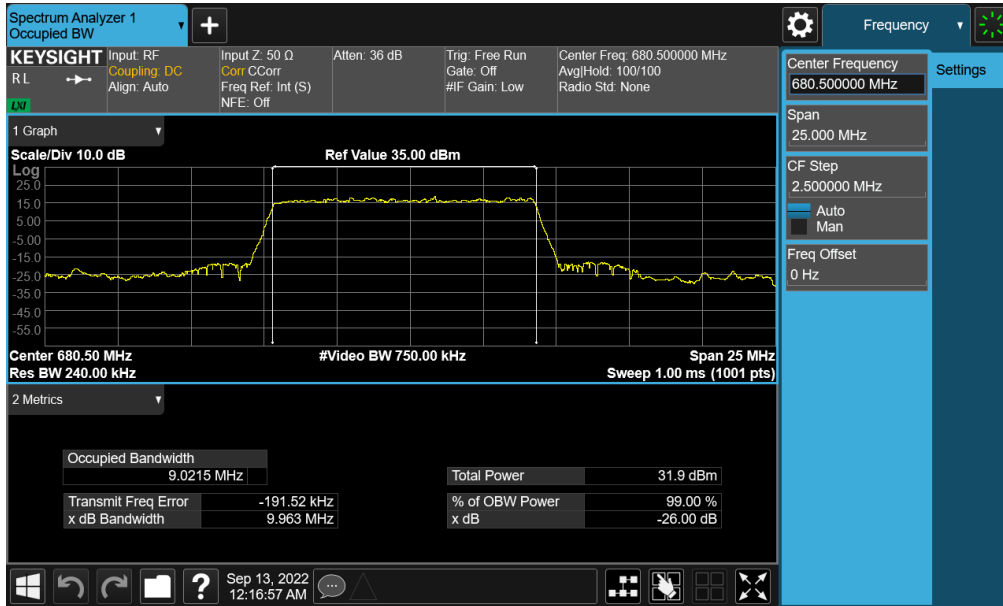 Spectrum Analyzer 1
Occupied BW
Frequency
KEYSIGHT
R L
LXI
Input: RF
Coupling: DC
Align: Auto
Input Z: 50 Ω
Corr CCorr
Freq Ref: Int (S)
NFE: Off
Atten: 36 dB
Trig: Free Run
Gate: Off
#IF Gain: Low
Center Freq: 680.500000 MHz
Avg|Hold: 100/100
Radio Std: None
Center Frequency
680.500000 MHz
Settings
Span
25.000 MHz
CF Step
2.500000 MHz
Auto
Man
Freq Offset
0 Hz
1 Graph
Scale/Div 10.0 dB
Ref Value 35.00 dBm
Log
25.0
15.0
5.00
-5.00
-15.0
-25.0
-35.0
-45.0
-55.0
Center 680.50 MHz
#Video BW 750.00 kHz
Span 25 MHz
Res BW 240.00 kHz
Sweep 1.00 ms (1001 pts)
2 Metrics
Occupied Bandwidth
9.0215 MHz
Total Power 31.9 dBm
Transmit Freq Error -191.52 kHz
% of OBW Power 99.00 %
x dB Bandwidth 9.963 MHz
x dB -26.00 dB
Sep 13, 2022
12:16:57 AM